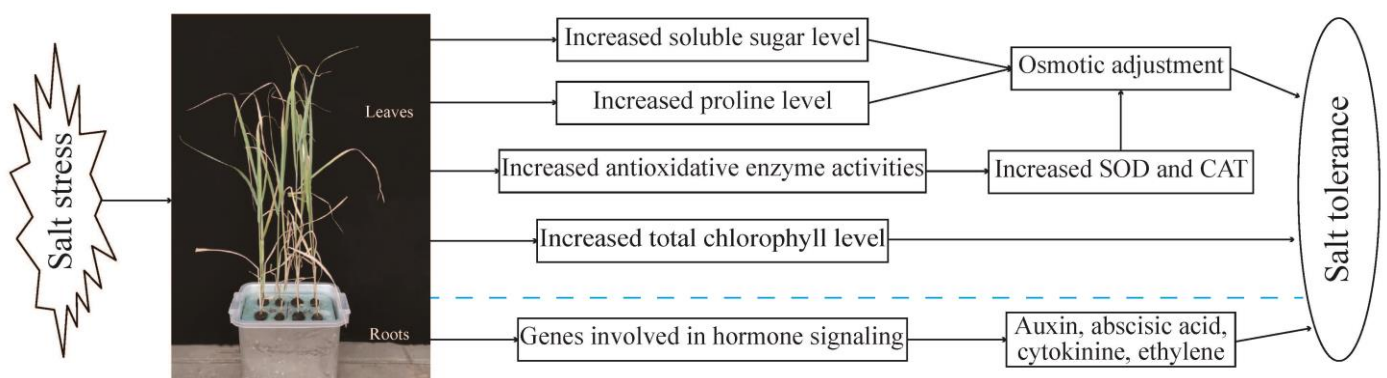 Salt stress
Leaves
Roots
Increased soluble sugar level
Increased proline level
Osmotic adjustment
Increased antioxidative enzyme activities
Increased SOD and CAT
Increased total chlorophyll level
Genes involved in hormone signaling
Auxin, abscisic acid,
cytokinine, ethylene
Salt tolerance